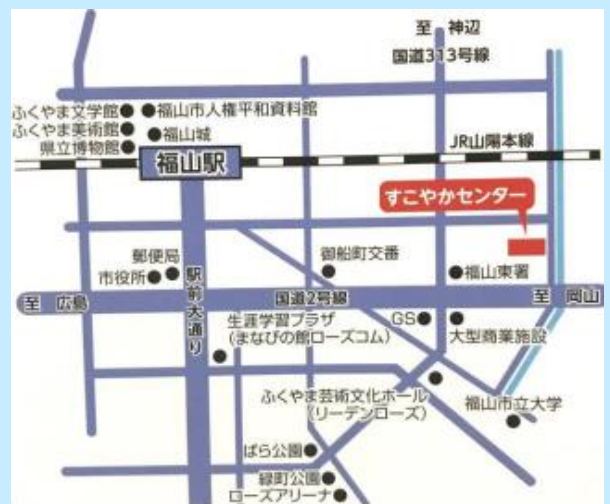 至 神辺
国道313号線
ふくやま文学館
福山市人権平和資料館
ふくやま美術館
福山城
県立博物館
JR山陽本線
福山駅
すこやかセンター
郵便局
御船町交番
市役所
福山東署
至 広島
駅前大通り
国道2号線
至 岡山
生涯学習プラザ
(まなびの館ローズコム)
GS
大型商業施設
ふくやま芸術文化ホール
(リーデンローズ)
福山市立大学
ばら公園
緑町公園
ローズアリーナ